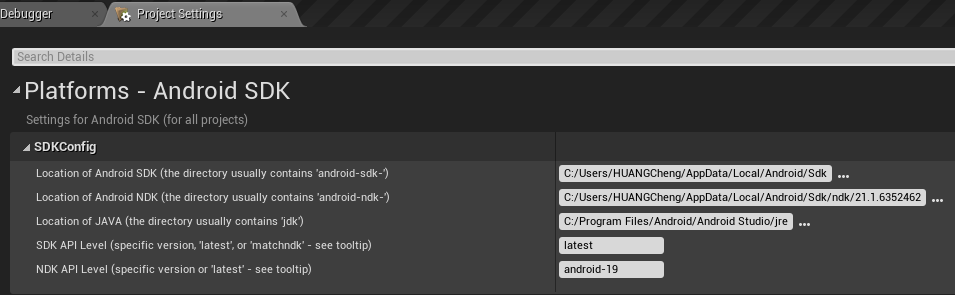 Debugger
Project Settings
Search Details
Platforms - Android SDK
Settings for Android SDK (for all projects)
SDKConfig
Location of Android SDK (the directory usually contains 'android-sdk-') C:/Users/HUANGCheng/AppData/Local/Android/Sdk ...
Location of Android NDK (the directory usually contains 'android-ndk-') C:/Users/HUANGCheng/AppData/Local/Android/Sdk/ndk/21.1.6352462 ...
Location of JAVA (the directory usually contains 'jdk') C:/Program Files/Android/Android Studio/jre ...
SDK API Level (specific version, 'latest', or 'matchndk' - see tooltip) latest
NDK API Level (specific version or 'latest' - see tooltip) android-19